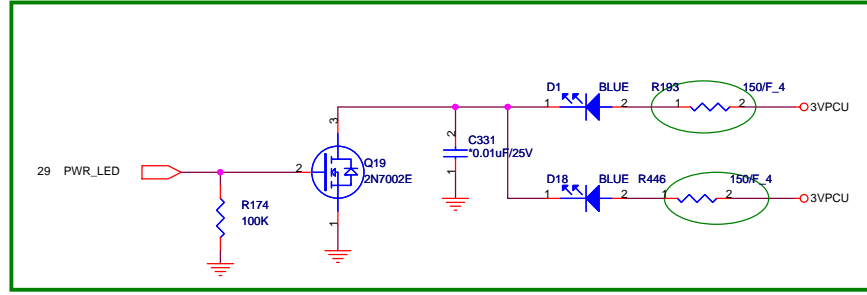 D1 BLUE R193 150/F_4
1 2 1 2 3VPCU
3
2
C331
*0.01uF/25V
1
29 PWR_LED 2 Q19
2N7002E
D18 BLUE R446 150/F_4
1 2 1 2 3VPCU
R174
100K
1